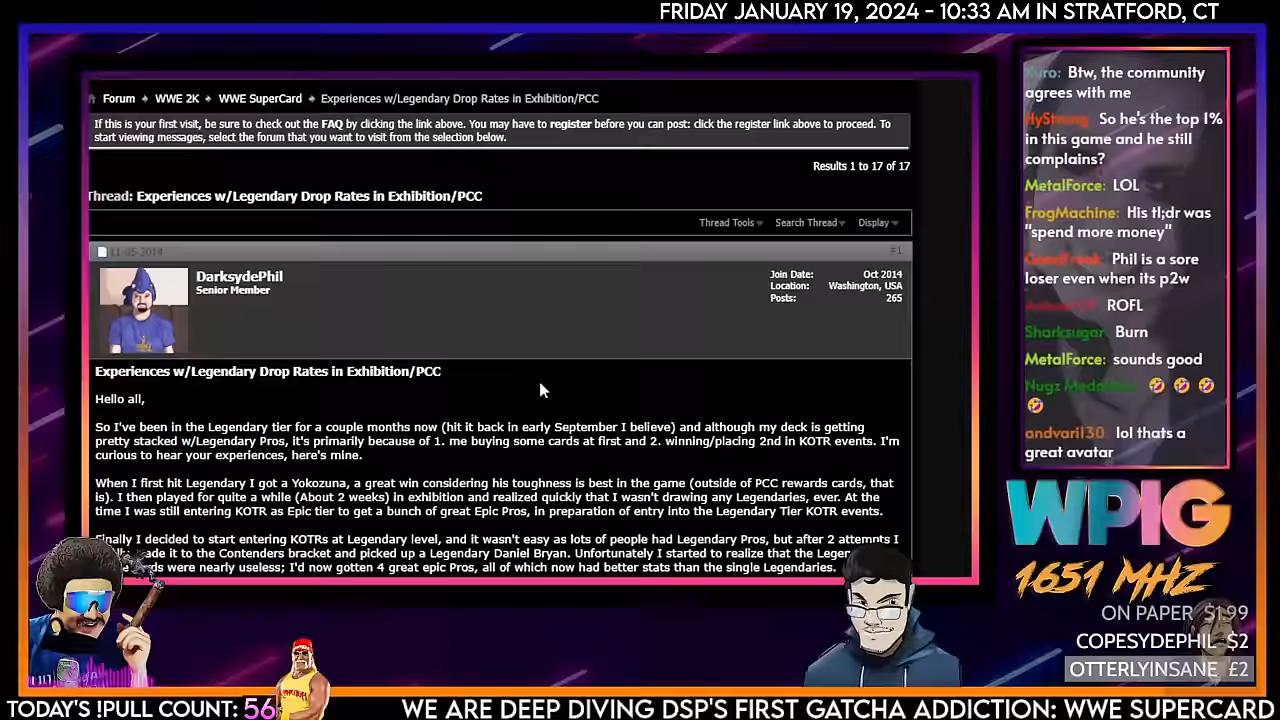 FRIDAY JANUARY 19, 2024 - 10:33 AM IN STRATFORD, CT
Forum WWE 2K WWE SuperCard Experiences w/Legendary Drop Rates in Exhibition/PCC
If this is your first visit, be sure to check out the FAQ by clicking the link above. You may have to register before you can post: click the register link above to proceed. To
start viewing messages, select the forum that you want to visit from the selection below.
Results 1 to 17 of 17
Thread: Experiences w/Legendary Drop Rates in Exhibition/PCC
Thread Tools Search Thread Display
11-05-2014 #1
DarksydePhil
Senior Member
Join Date: Oct 2014
Location: Washington, USA
Posts: 265
Experiences w/Legendary Drop Rates in Exhibition/PCC
Hello all,
So I've been in the Legendary tier for a couple months now (hit it back in early September I believe) and although my deck is getting
pretty stacked w/Legendary Pros, it's primarily because of 1. me buying some cards at first and 2. winning/placing 2nd in KOTR events. I'm
curious to hear your experiences, here's mine.
When I first hit Legendary I got a Yokozuna, a great win considering his toughness is best in the game (outside of PCC rewards cards, that
is). I then played for quite a while (About 2 weeks) in exhibition and realized quickly that I wasn't drawing any Legendaries, ever. At the
time I was still entering KOTR as Epic tier to get a bunch of great Epic Pros, in preparation of entry into the Legendary Tier KOTR events.
Finally I decided to start entering KOTRs at Legendary level, and it wasn't easy as lots of people had Legendary Pros, but after 2 attempts I
made it to the Contenders bracket and picked up a Legendary Daniel Bryan. Unfortunately I started to realize that the
were nearly useless; I'd now gotten 4 great epic Pros, all of which now had better stats than the single Legendaries.
Btw, the community
agrees with me
So he's the top 1%
in this game and he still
complains?
MetalForce: LOL
FrogMachine: His tl;dr was
"spend more money"
Phil is a sore
loser even when its p2w
ROFL
Sharksugar: Burn
MetalForce: sounds good
Nugz
andvaril30: lol thats a
great avatar
WPIG
1651 MHZ
ON PAPER $1.99
COPESYDEPHIL $2
OTTERLYINSANE £2
TODAY'S !PULL COUNT: 56
WE ARE DEEP DIVING DSP'S FIRST GATCHA ADDICTION: WWE SUPERCARD